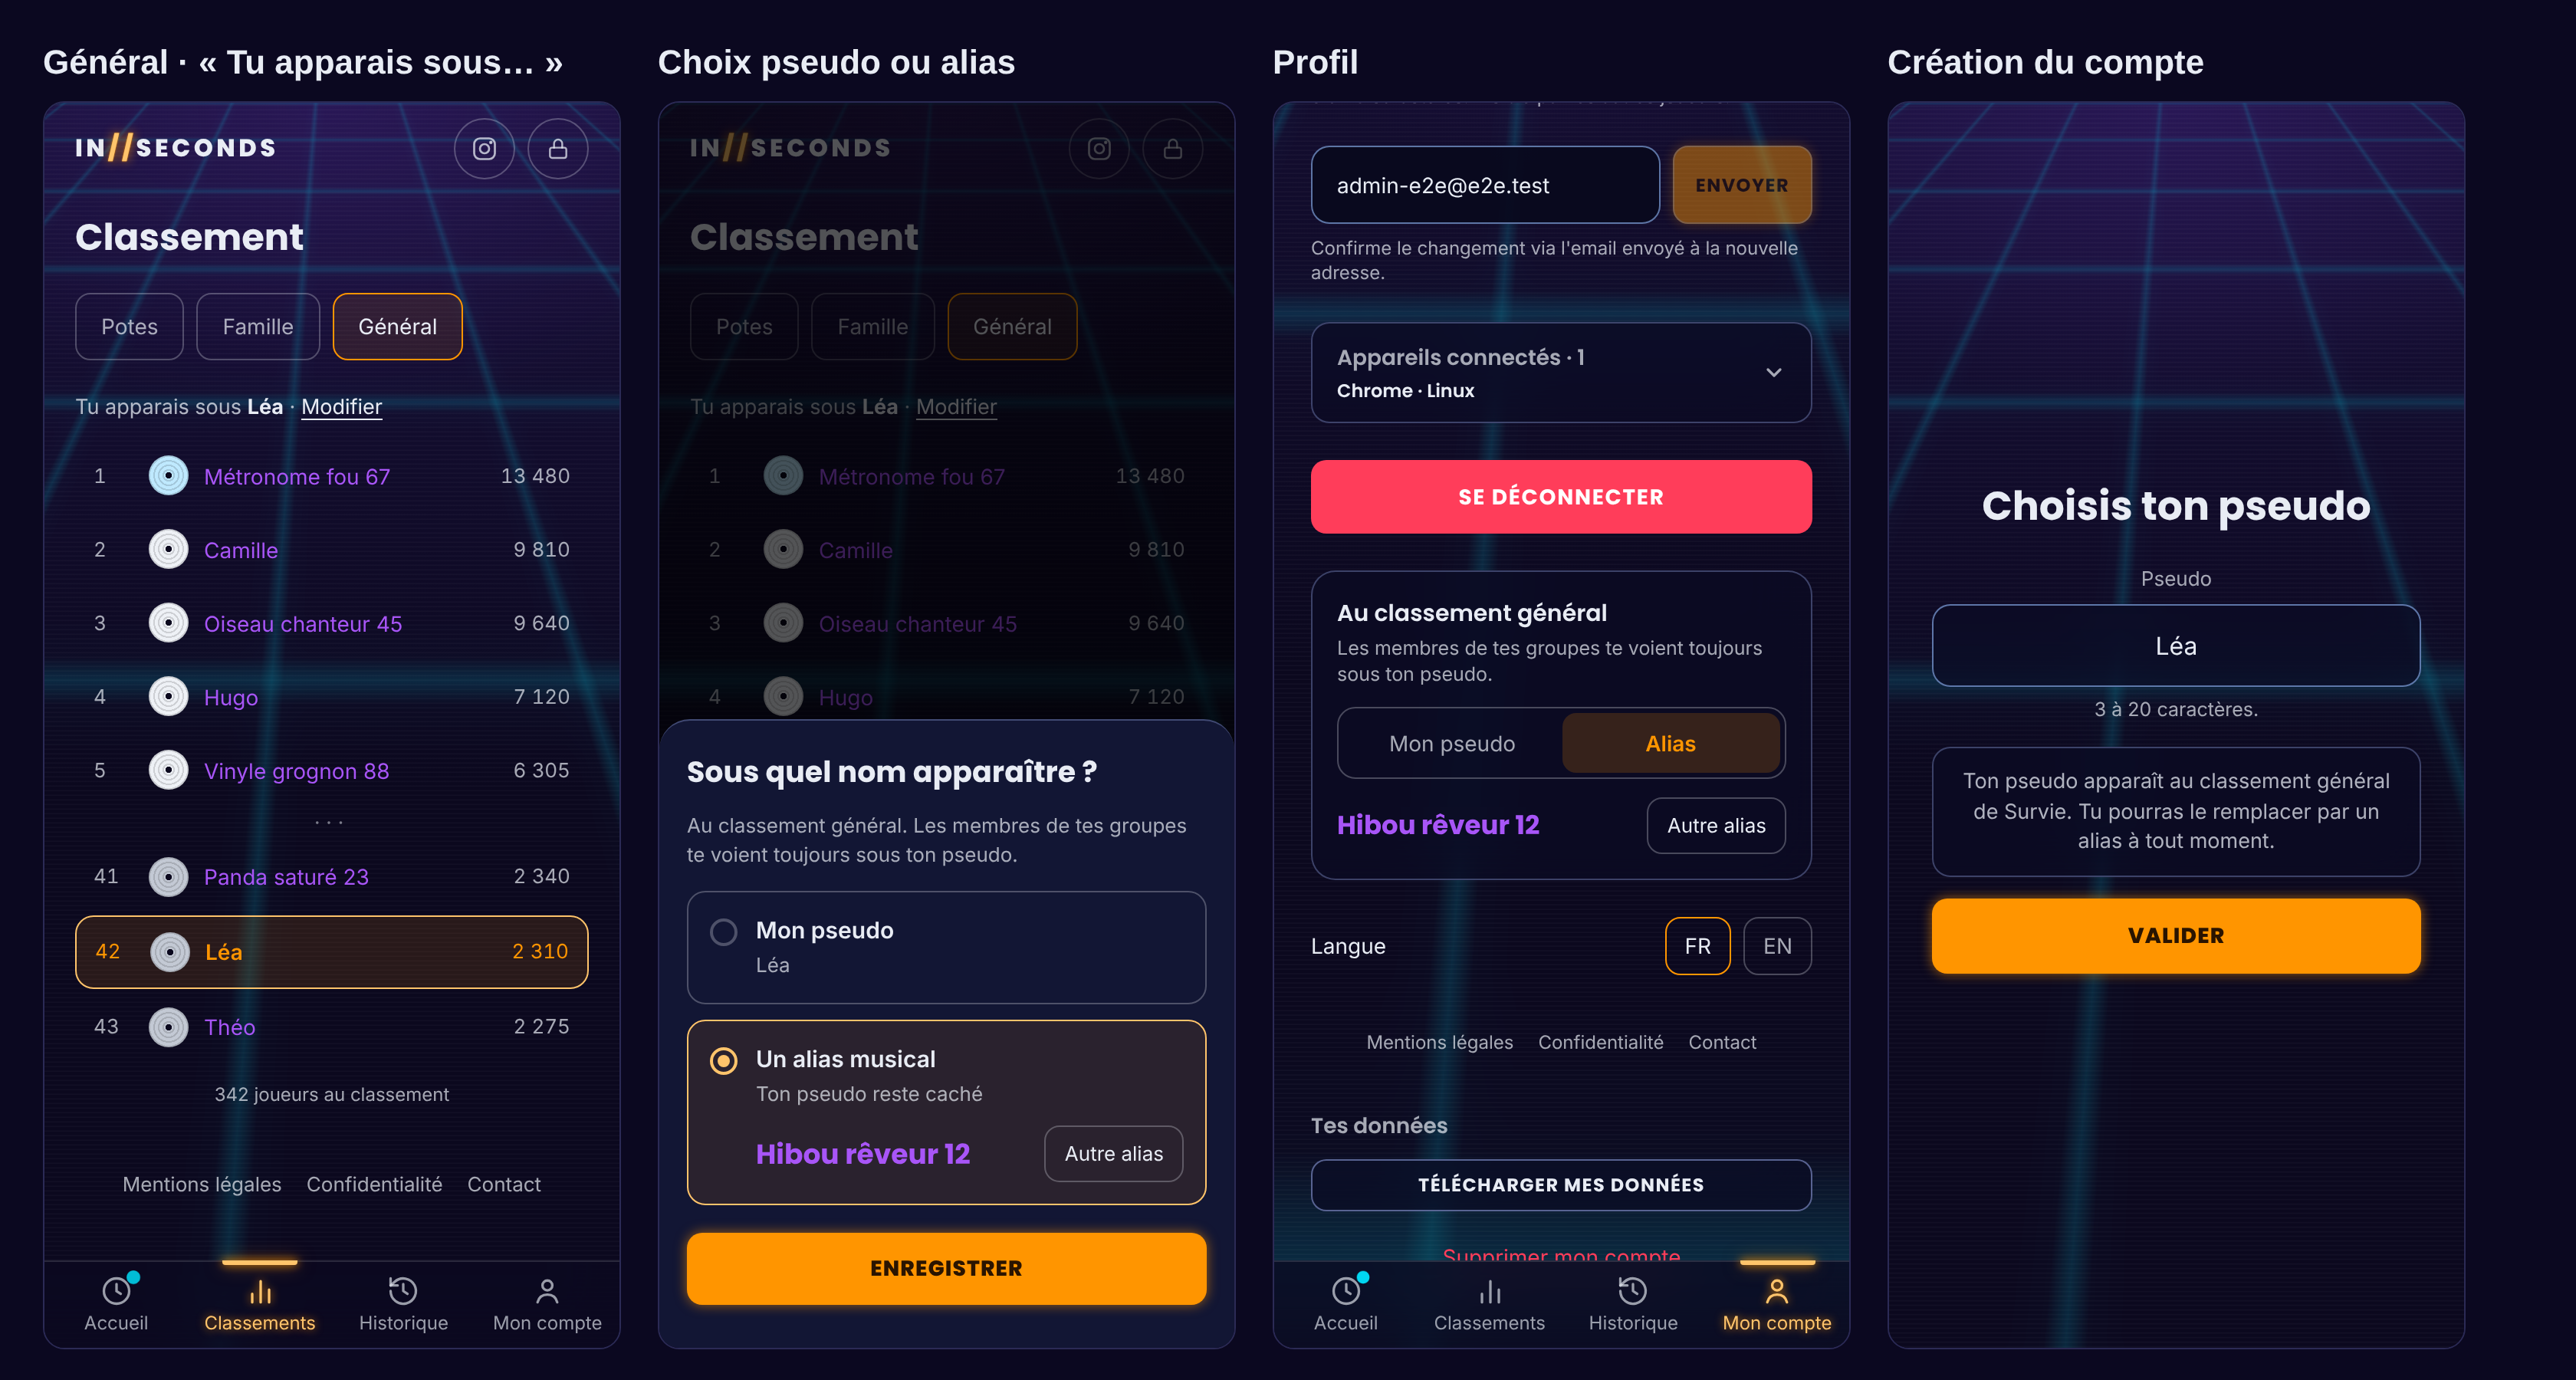 Général · « Tu apparais sous… »
IN//SECONDS
Classement
Potes Famille Général
Tu apparais sous Léa · Modifier
1 Métronome fou 67 13 480
2 Camille 9 810
3 Oiseau chanteur 45 9 640
4 Hugo 7 120
5 Vinyle grognon 88 6 305
...
41 Panda saturé 23 2 340
42 Léa 2 310
43 Théo 2 275
342 joueurs au classement
Mentions légales Confidentialité Contact
Accueil Classements Historique Mon compte
Choix pseudo ou alias
IN//SECONDS
Classement
Potes Famille Général
Tu apparais sous Léa · Modifier
1 Métronome fou 67 13 480
2 Camille 9 810
3 Oiseau chanteur 45 9 640
4 Hugo 7 120
Sous quel nom apparaître ?
Au classement général. Les membres de tes groupes
te voient toujours sous ton pseudo.
Mon pseudo
Léa
Un alias musical
Ton pseudo reste caché
Hibou rêveur 12 Autre alias
ENREGISTRER
Profil
admin-e2e@e2e.test ENVOYER
Confirme le changement via l'email envoyé à la nouvelle
adresse.
Appareils connectés · 1
Chrome · Linux
SE DÉCONNECTER
Au classement général
Les membres de tes groupes te voient toujours
sous ton pseudo.
Mon pseudo Alias
Hibou rêveur 12 Autre alias
Langue FR EN
Mentions légales Confidentialité Contact
Tes données
TÉLÉCHARGER MES DONNÉES
Supprimer mon compte
Accueil Classements Historique Mon compte
Création du compte
Choisis ton pseudo
Pseudo
Léa
3 à 20 caractères.
Ton pseudo apparaît au classement général
de Survie. Tu pourras le remplacer par un
alias à tout moment.
VALIDER